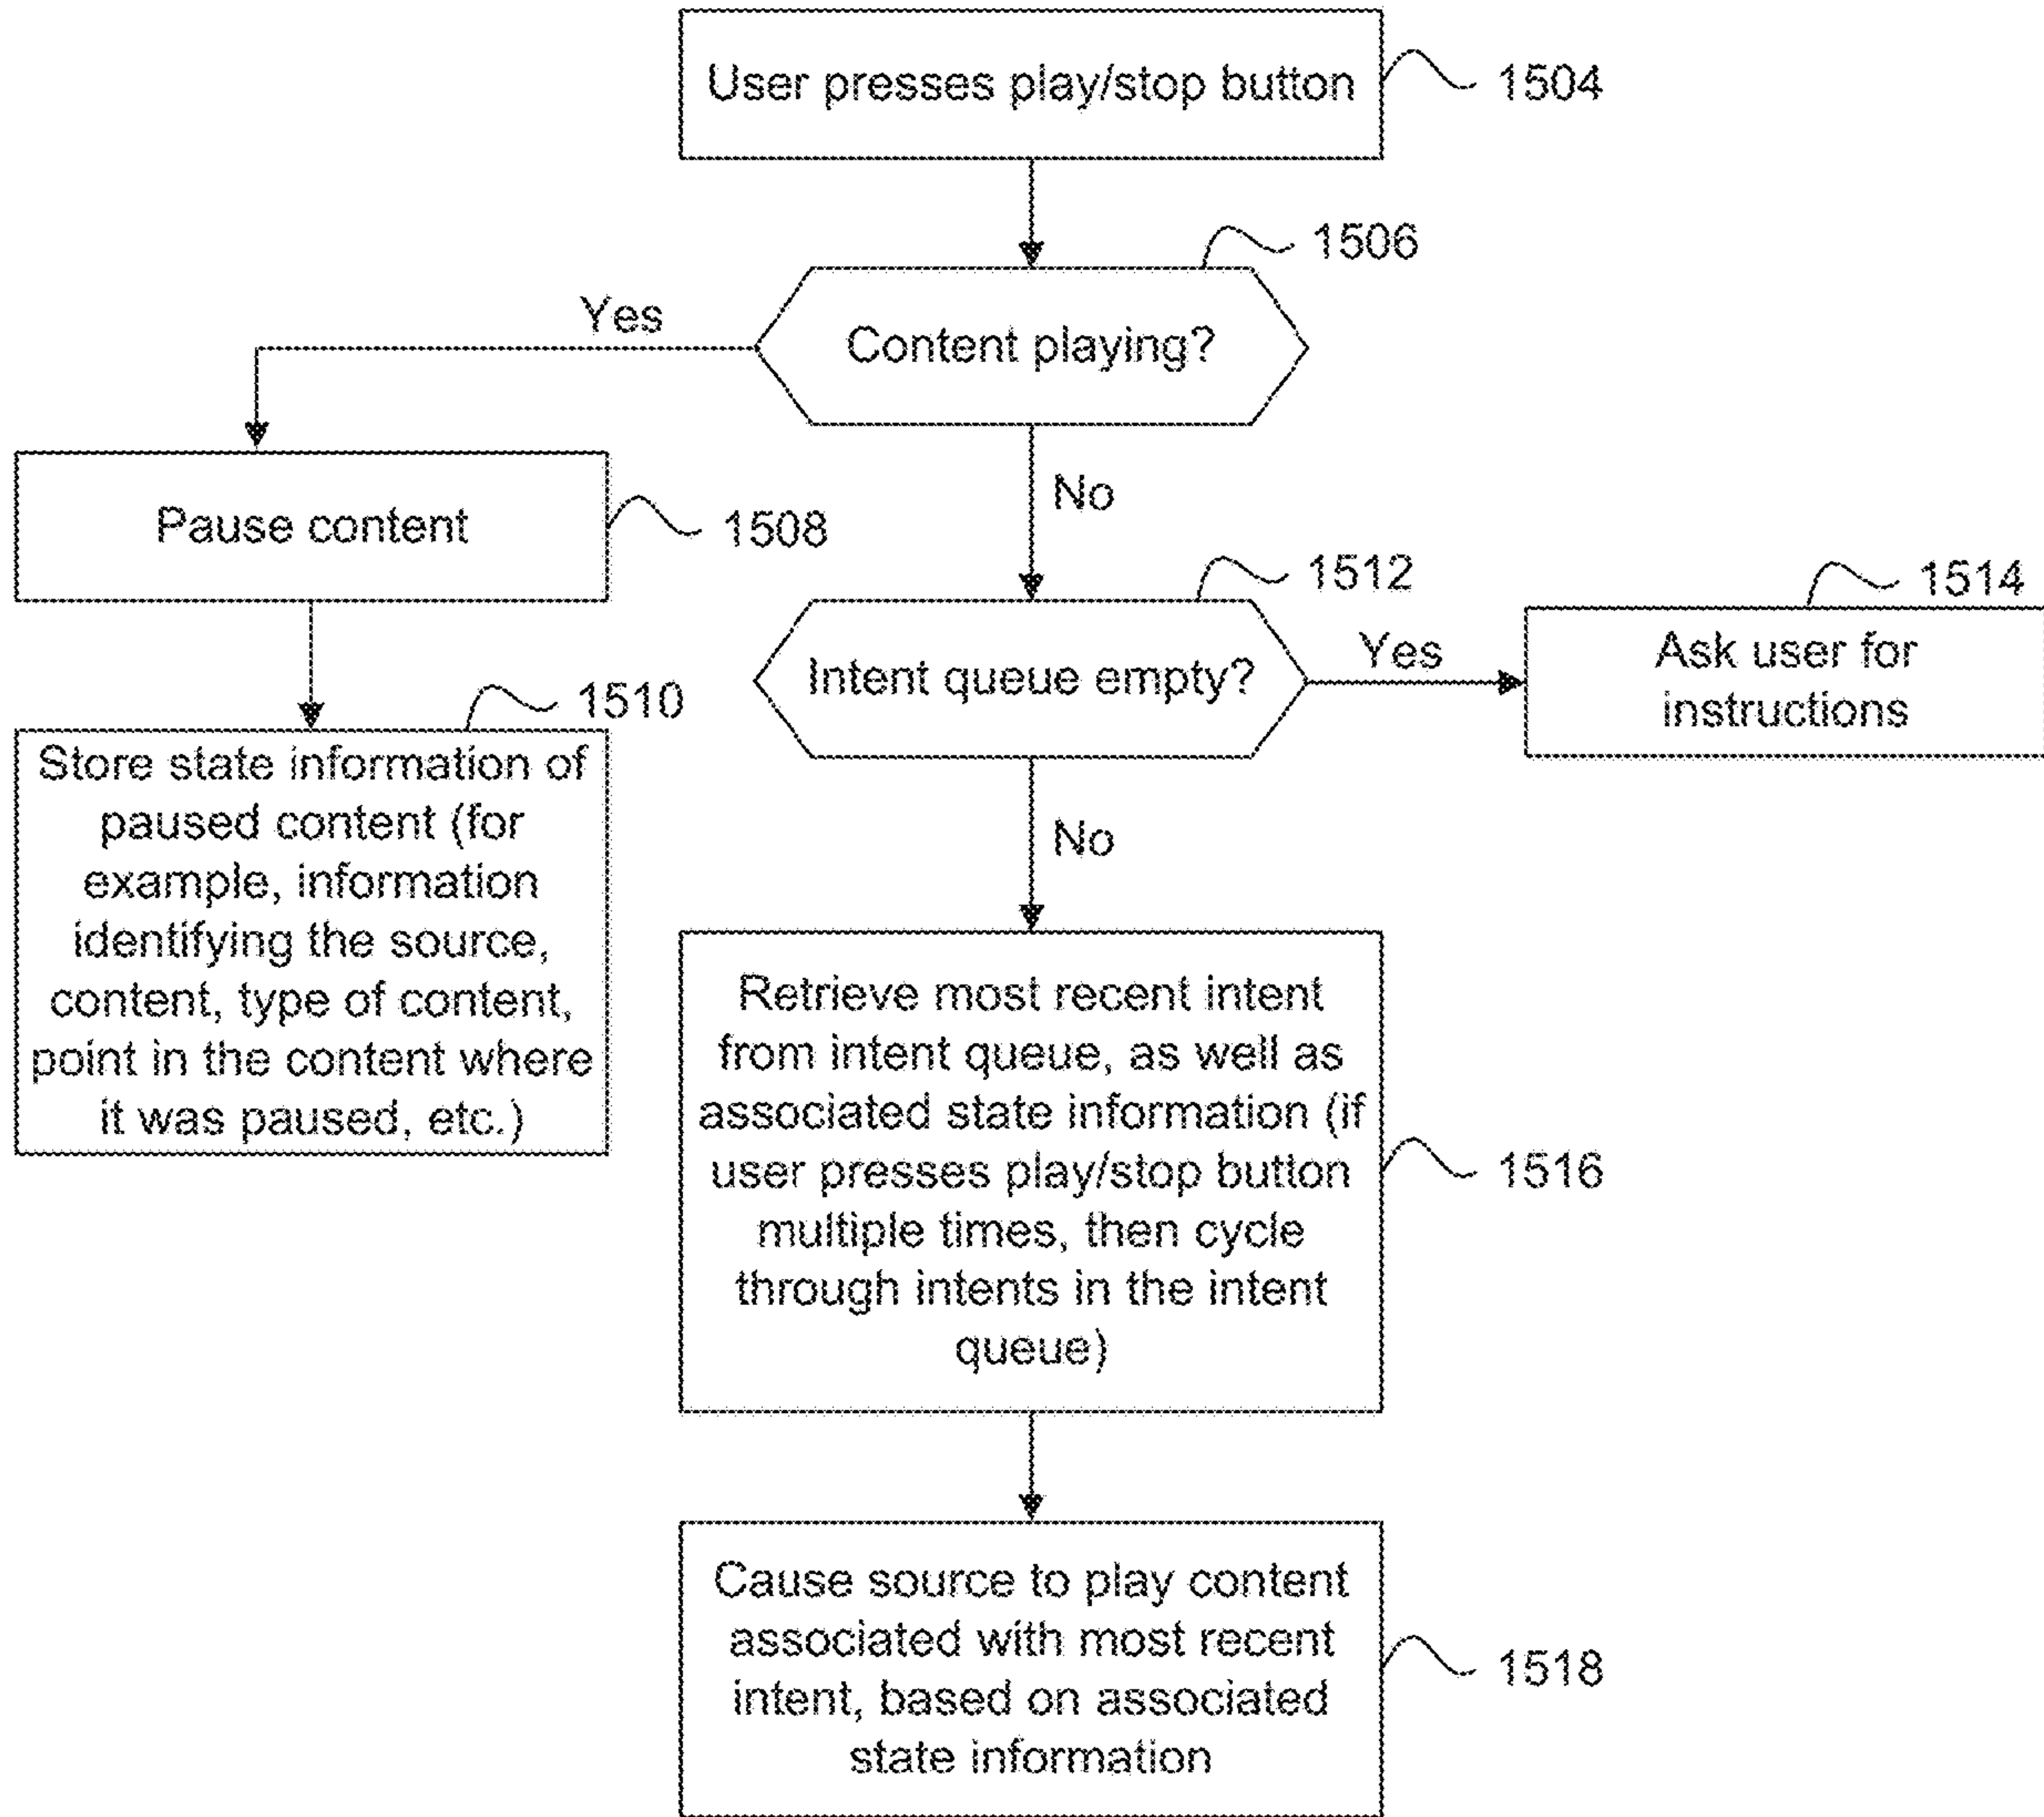 User presses play/stop button
1504
1506
Yes
Content playing?
No
Pause content
1508
1512
1514
Intent queue empty?
Yes
Ask user for
instructions
1510
Store state information of
paused content (for
example, information
identifying the source,
content, type of content,
point in the content where
it was paused, etc.)
No
Retrieve most recent intent
from intent queue, as well as
associated state information (if
user presses play/stop button
multiple times, then cycle
through intents in the intent
queue)
1516
Cause source to play content
associated with most recent
intent, based on associated
state information
1518